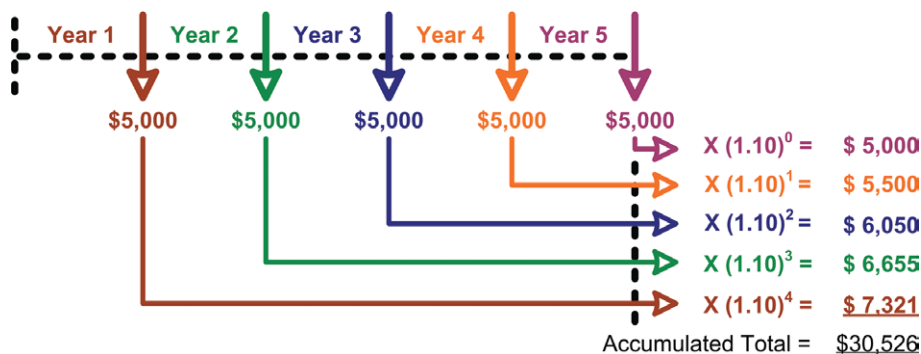 Year 1 Year 2 Year 3 Year 4 Year 5
$5,000 $5,000 $5,000 $5,000 $5,000
X (1.10)⁰ = $ 5,000
X (1.10)¹ = $ 5,500
X (1.10)² = $ 6,050
X (1.10)³ = $ 6,655
X (1.10)⁴ = $ 7,321
Accumulated Total = $30,526